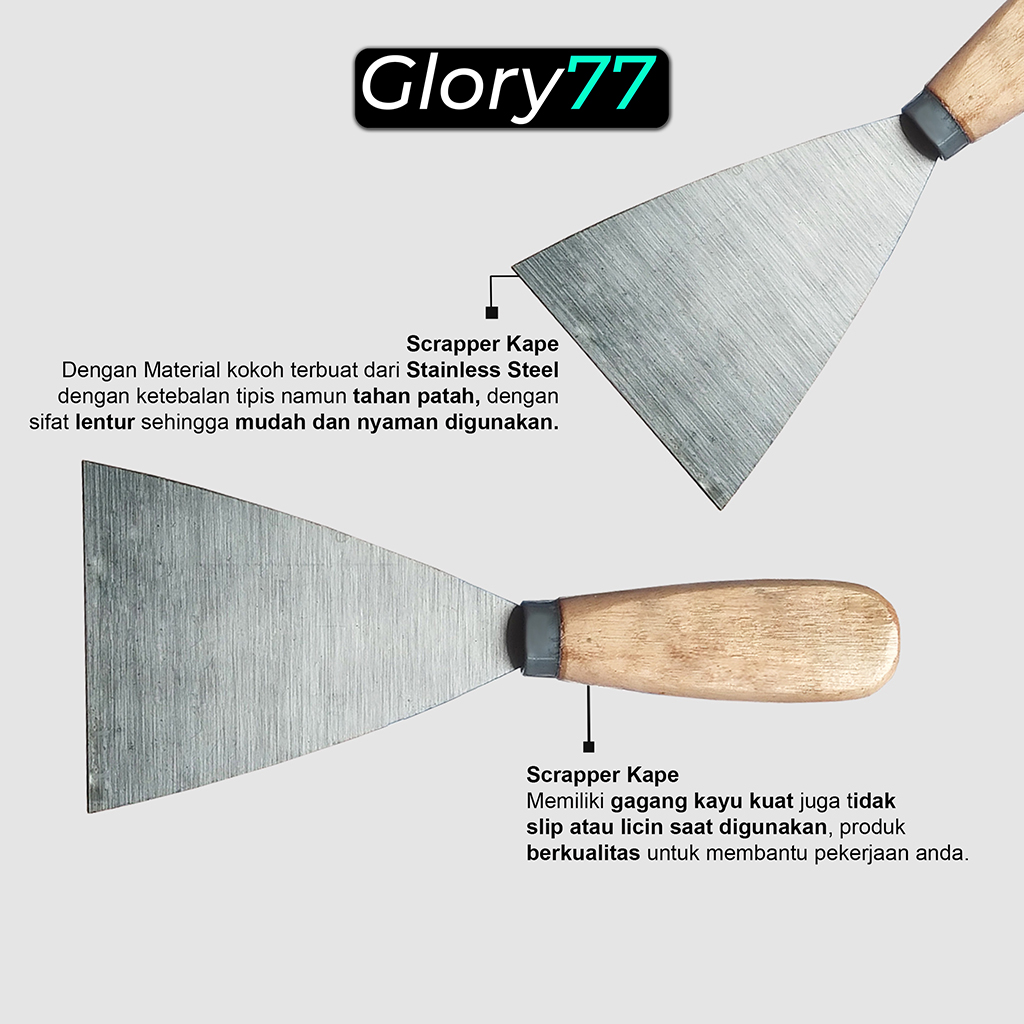 Glory77
Scrapper Kape
Dengan Material kokoh terbuat dari Stainless Steel
dengan ketebalan tipis namun tahan patah, dengan
sifat lentur sehingga mudah dan nyaman digunakan.
Scrapper Kape
Memiliki gagang kayu kuat juga tidak
slip atau licin saat digunakan, produk
berkualitas untuk membantu pekerjaan anda.